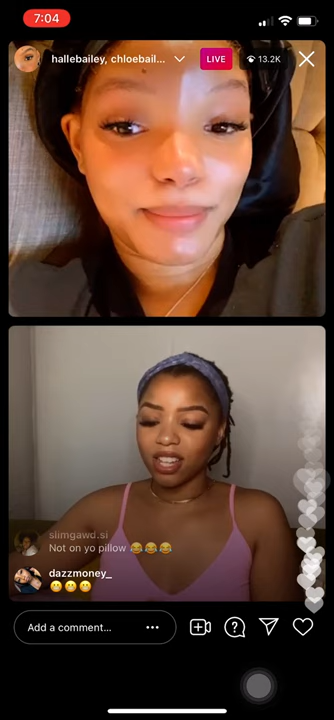 7:04
hallebailey, chloebail...
LIVE
13.2K
slimgawd.si
Not on yo pillow 😂😂😂
dazzmoney_
😬😬😬
Add a comment...